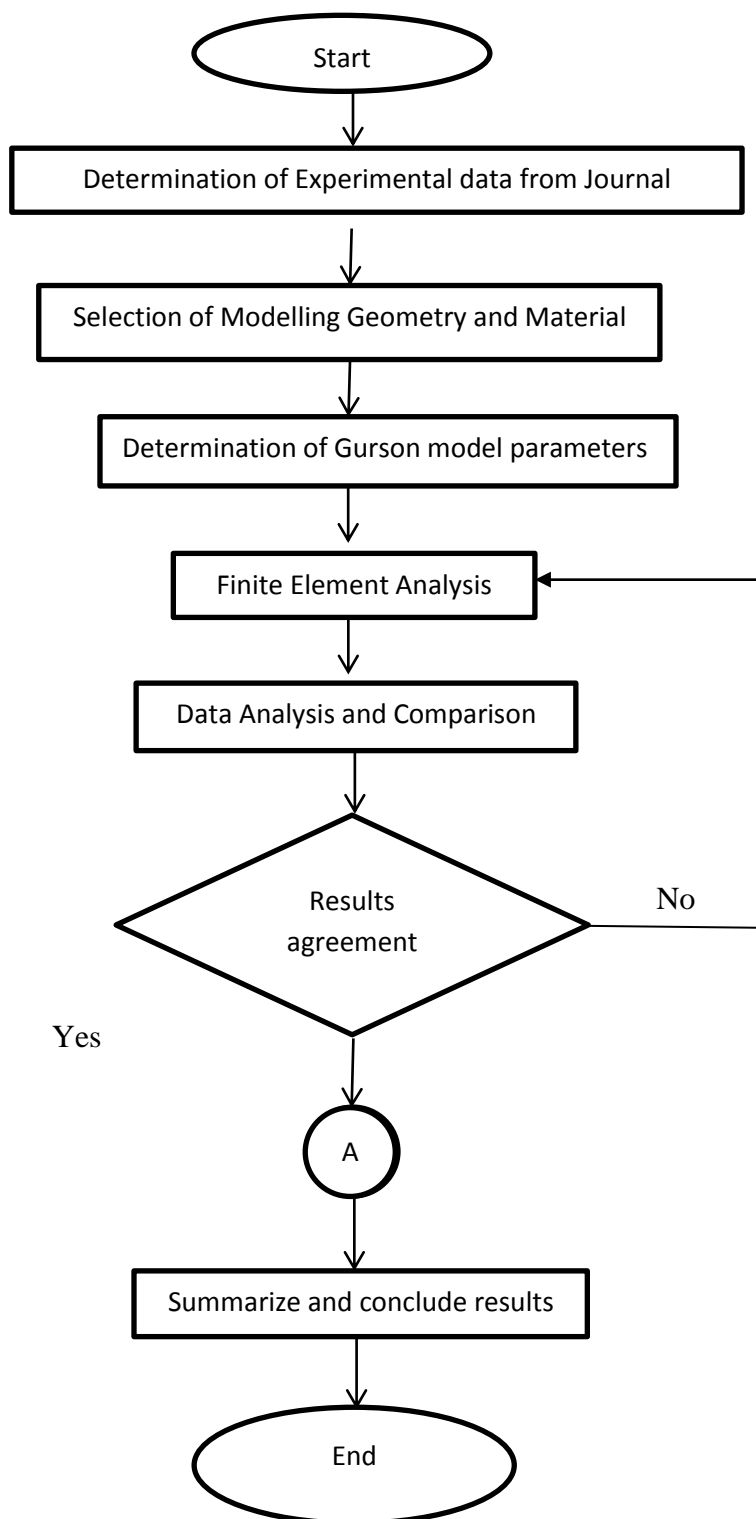 Start
Determination of Experimental data from Journal
Selection of Modelling Geometry and Material
Determination of Gurson model parameters
Finite Element Analysis
Data Analysis and Comparison
Results
agreement
No
Yes
A
Summarize and conclude results
End